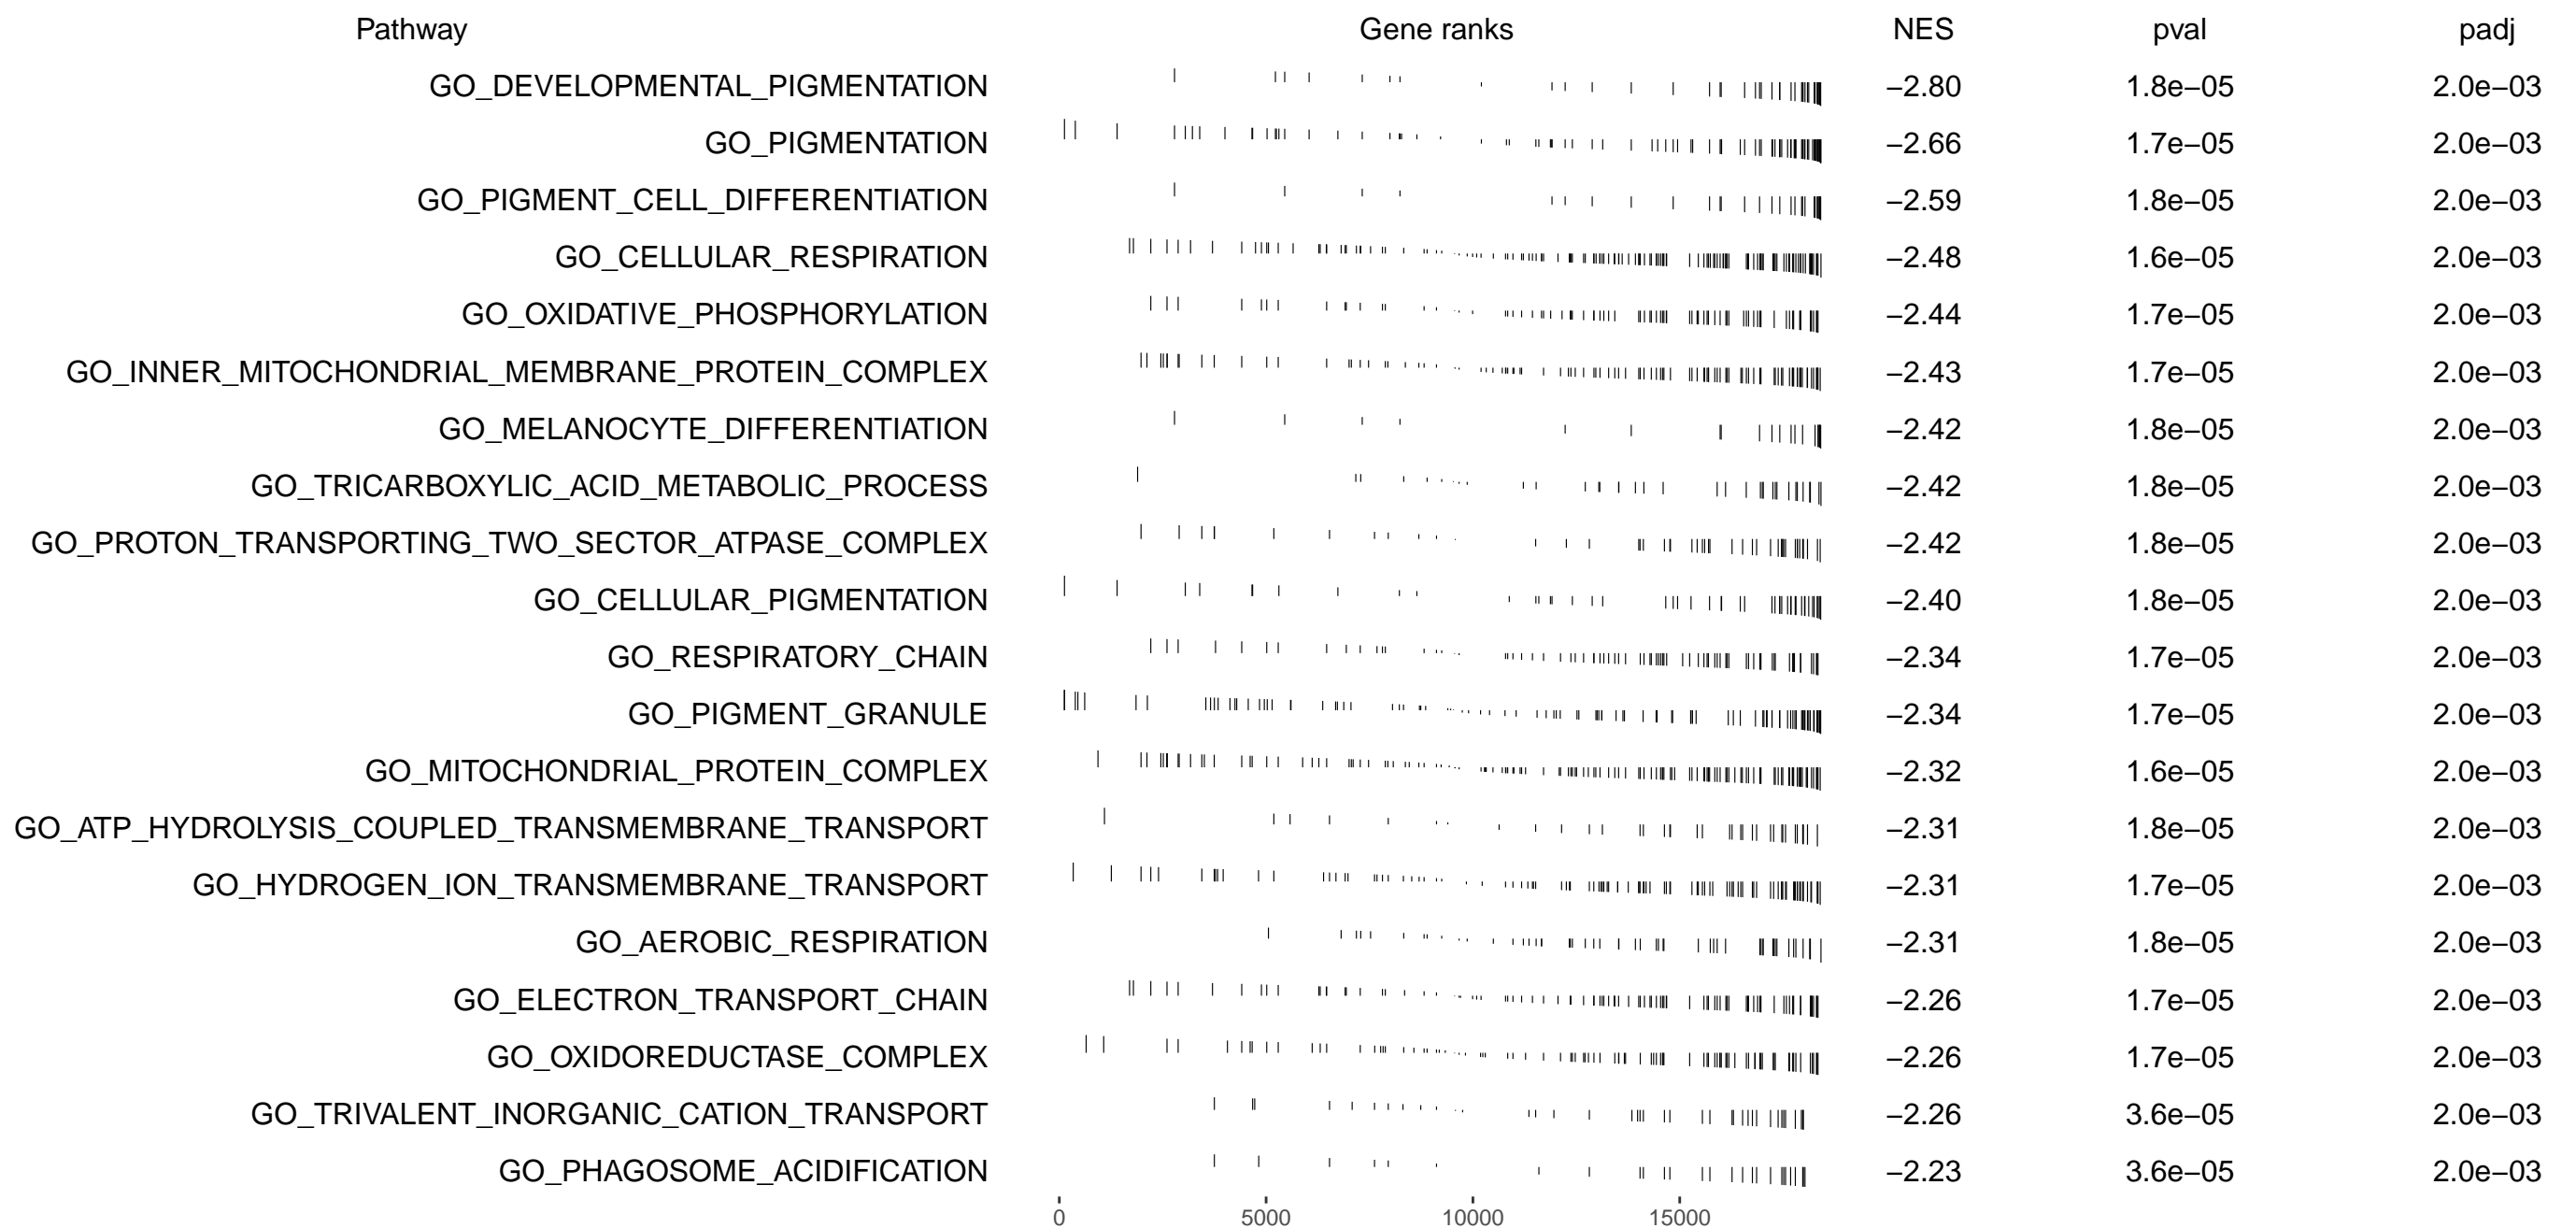 Pathway Gene ranks NES pval padj
GO_DEVELOPMENTAL_PIGMENTATION −2.80 1.8e−05 2.0e−03
GO_PIGMENTATION −2.66 1.7e−05 2.0e−03
GO_PIGMENT_CELL_DIFFERENTIATION −2.59 1.8e−05 2.0e−03
GO_CELLULAR_RESPIRATION −2.48 1.6e−05 2.0e−03
GO_OXIDATIVE_PHOSPHORYLATION −2.44 1.7e−05 2.0e−03
GO_INNER_MITOCHONDRIAL_MEMBRANE_PROTEIN_COMPLEX −2.43 1.7e−05 2.0e−03
GO_MELANOCYTE_DIFFERENTIATION −2.42 1.8e−05 2.0e−03
GO_TRICARBOXYLIC_ACID_METABOLIC_PROCESS −2.42 1.8e−05 2.0e−03
GO_PROTON_TRANSPORTING_TWO_SECTOR_ATPASE_COMPLEX −2.42 1.8e−05 2.0e−03
GO_CELLULAR_PIGMENTATION −2.40 1.8e−05 2.0e−03
GO_RESPIRATORY_CHAIN −2.34 1.7e−05 2.0e−03
GO_PIGMENT_GRANULE −2.34 1.7e−05 2.0e−03
GO_MITOCHONDRIAL_PROTEIN_COMPLEX −2.32 1.6e−05 2.0e−03
GO_ATP_HYDROLYSIS_COUPLED_TRANSMEMBRANE_TRANSPORT −2.31 1.8e−05 2.0e−03
GO_HYDROGEN_ION_TRANSMEMBRANE_TRANSPORT −2.31 1.7e−05 2.0e−03
GO_AEROBIC_RESPIRATION −2.31 1.8e−05 2.0e−03
GO_ELECTRON_TRANSPORT_CHAIN −2.26 1.7e−05 2.0e−03
GO_OXIDOREDUCTASE_COMPLEX −2.26 1.7e−05 2.0e−03
GO_TRIVALENT_INORGANIC_CATION_TRANSPORT −2.26 3.6e−05 2.0e−03
GO_PHAGOSOME_ACIDIFICATION −2.23 3.6e−05 2.0e−03
0 5000 10000 15000